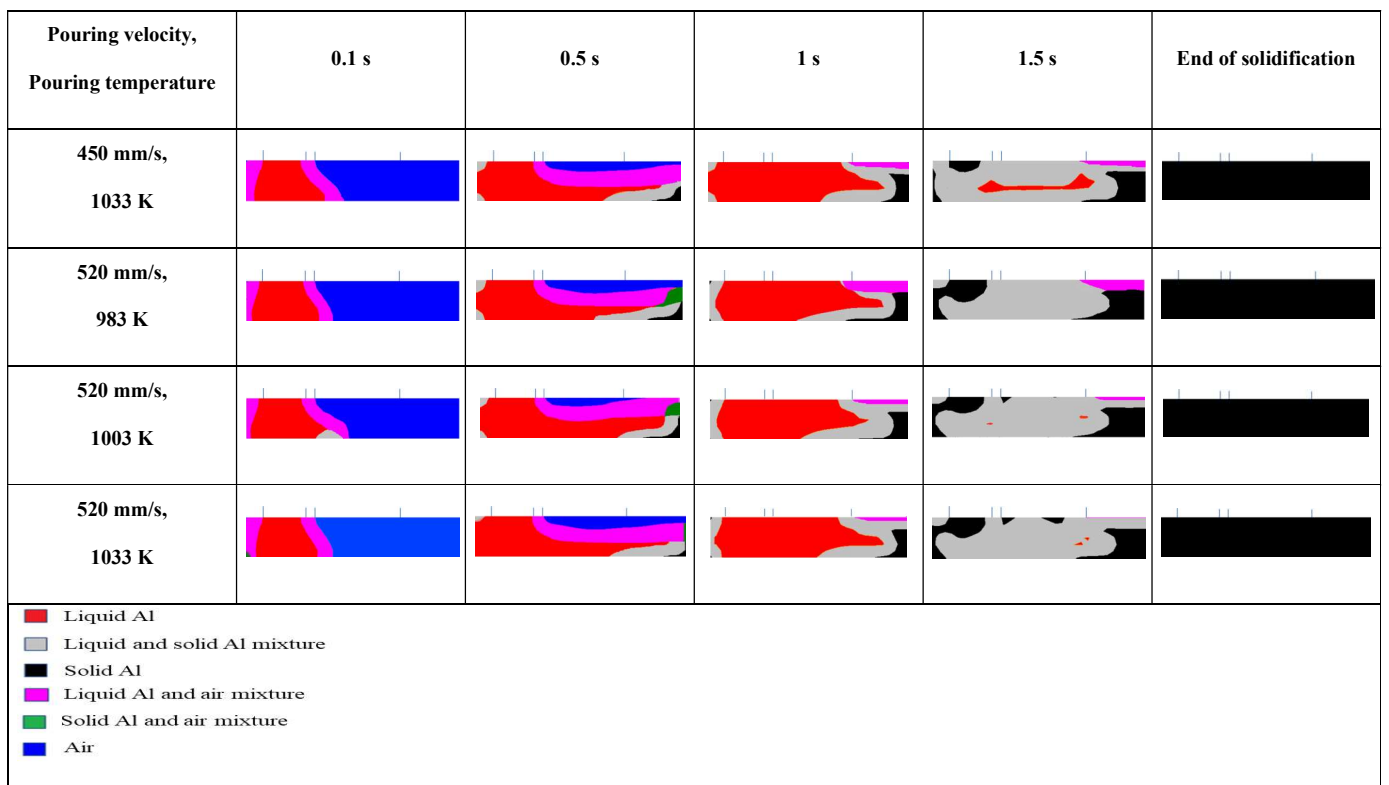 Pouring velocity,
Pouring temperature
0.1 s
0.5 s
1 s
1.5 s
End of solidification
450 mm/s,
1033 K
520 mm/s,
983 K
520 mm/s,
1003 K
520 mm/s,
1033 K
Liquid Al
Liquid and solid Al mixture
Solid Al
Liquid Al and air mixture
Solid Al and air mixture
Air